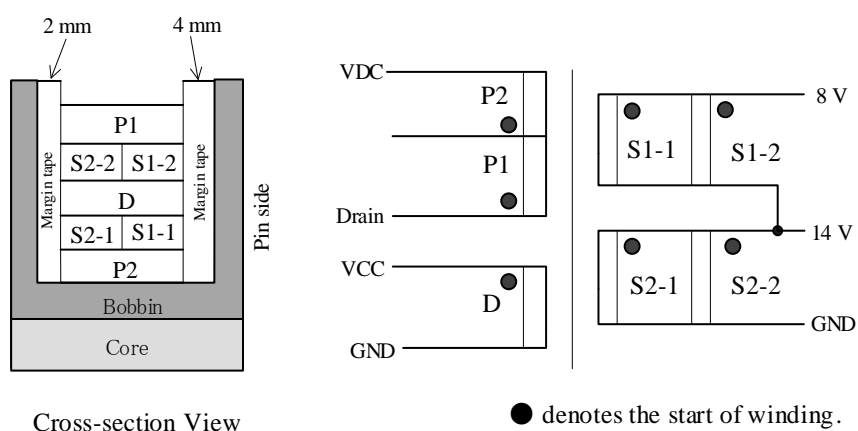 2 mm
4 mm
Margin tape
P1
S2-2
S1-2
D
S2-1
S1-1
P2
Margin tape
Pin side
Bobbin
Core
Cross-section View
VDC
P2
P1
Drain
VCC
D
GND
8 V
S1-1
S1-2
14 V
S2-1
S2-2
GND
denotes the start of winding.